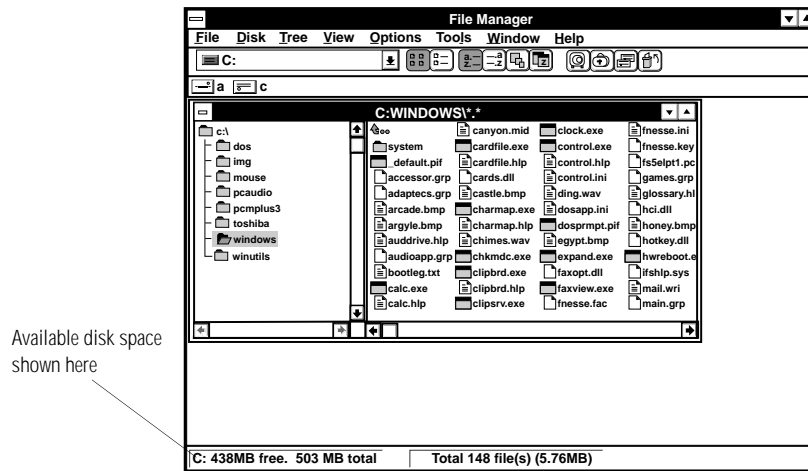 File Manager
File Disk Tree View Options Tools Window Help
C:
a c
C:WINDOWS\*.*
c:\
dos
img
mouse
pcaudio
pcmplus3
toshiba
windows
winutils
system
_default.pif
accessor.grp
adaptecs.grp
arcade.bmp
argyle.bmp
auddrive.hlp
audioapp.grp
bootleg.txt
calc.exe
calc.hlp
canyon.mid
cardfile.exe
cardfile.hlp
cards.dll
castle.bmp
charmap.exe
charmap.hlp
chimes.wav
chkmdc.exe
clipbrd.exe
clipbrd.hlp
clipsrv.exe
clock.exe
control.exe
control.hlp
control.ini
ding.wav
dosapp.ini
dosprmpt.pif
egypt.bmp
expand.exe
faxopt.dll
faxview.exe
fnesse.fac
fnesse.ini
fnesse.key
fs5elpt1.pc
games.grp
glossary.hl
hci.dll
honey.bmp
hotkey.dll
hwreboot.e
ifshlp.sys
mail.wri
main.grp
Available disk space
shown here
C: 438MB free. 503 MB total Total 148 file(s) (5.76MB)